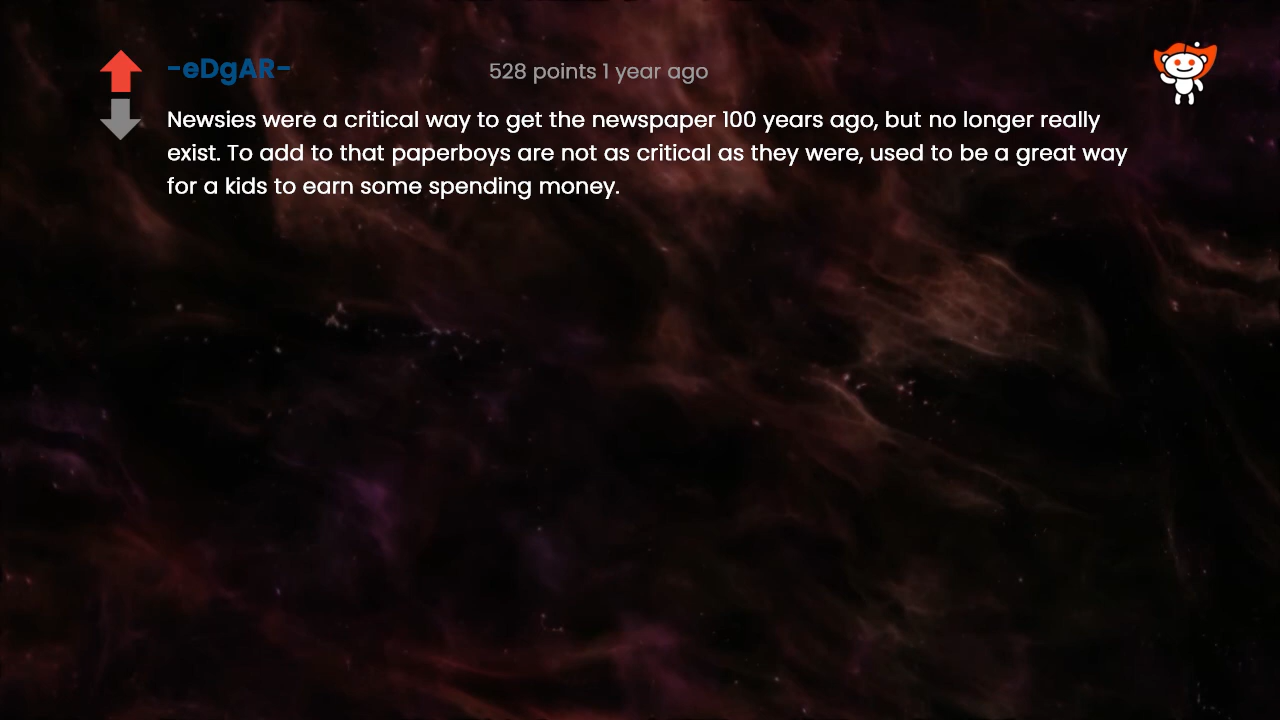 -eDgAR-
528 points 1 year ago
Newsies were a critical way to get the newspaper 100 years ago, but no longer really
exist. To add to that paperboys are not as critical as they were, used to be a great way
for a kids to earn some spending money.